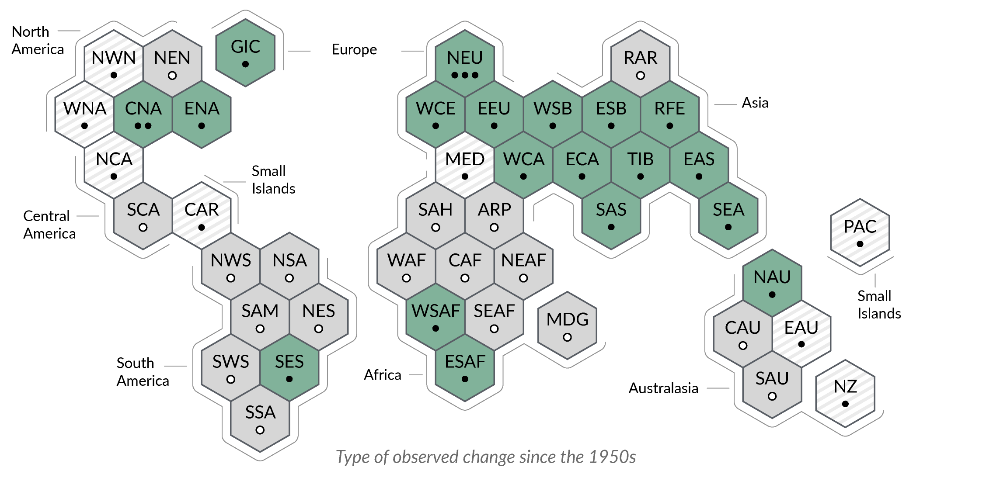 North
America
NWN
NEN
GIC
Europe
NEU
RAR
WNA
CNA
ENA
WCE
EEU
WSB
ESB
RFE
Asia
NCA
MED
WCA
ECA
TIB
EAS
Small
Islands
SCA
CAR
SAH
ARP
SAS
SEA
PAC
Central
America
NWS
NSA
WAF
CAF
NEAF
NAU
Small
Islands
SAM
NES
WSAF
SEAF
MDG
CAU
EAU
South
America
SWS
SES
Africa
ESAF
Australasia
SAU
NZ
SSA
Type of observed change since the 1950s